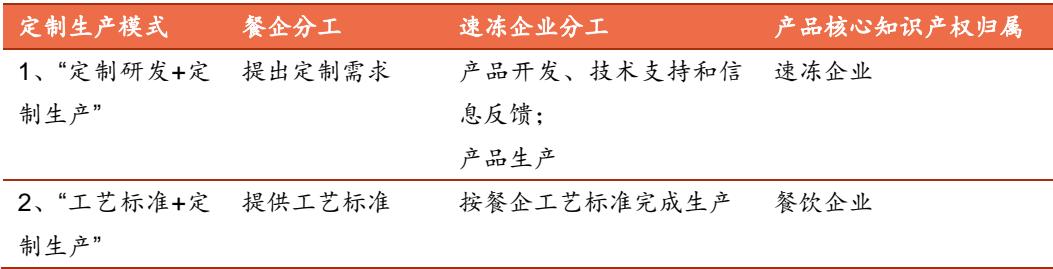 定制生产模式 餐企分工 速冻企业分工 产品核心知识产权归属
1、“定制研发+定 提出定制需求 产品开发、技术支持和信 速冻企业
制生产” 息反馈；
产品生产
2、“工艺标准+定 提供工艺标准 按餐企工艺标准完成生产 餐饮企业
制生产”